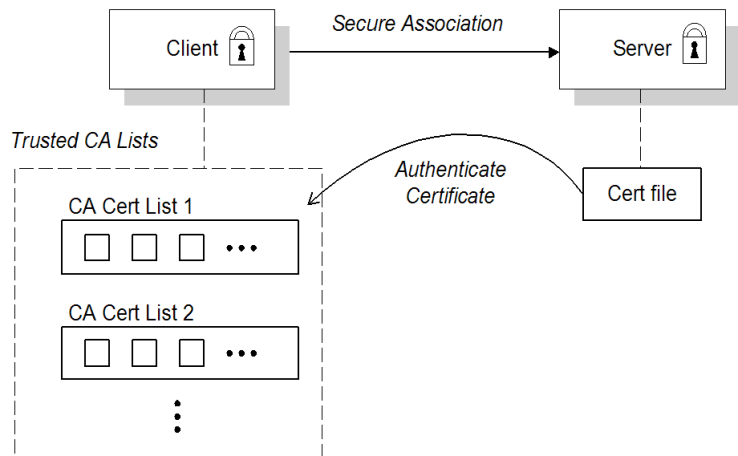 Secure Association
Client
Server
Trusted CA Lists
Authenticate
Certificate
Cert file
CA Cert List 1
CA Cert List 2